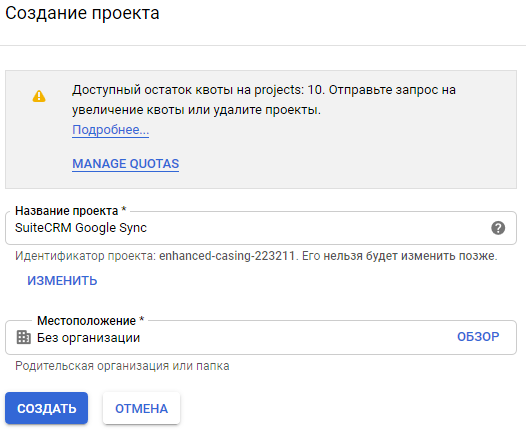 Создание проекта
Доступный остаток квоты на projects: 10. Отправьте запрос на
увеличение квоты или удалите проекты.
Подробнее...
MANAGE QUOTAS
Название проекта *
SuiteCRM Google Sync
Идентификатор проекта: enhanced-casing-223211. Его нельзя будет изменить позже.
ИЗМЕНИТЬ
Местоположение *
Без организации
ОБЗОР
Родительская организация или папка
СОЗДАТЬ
ОТМЕНА